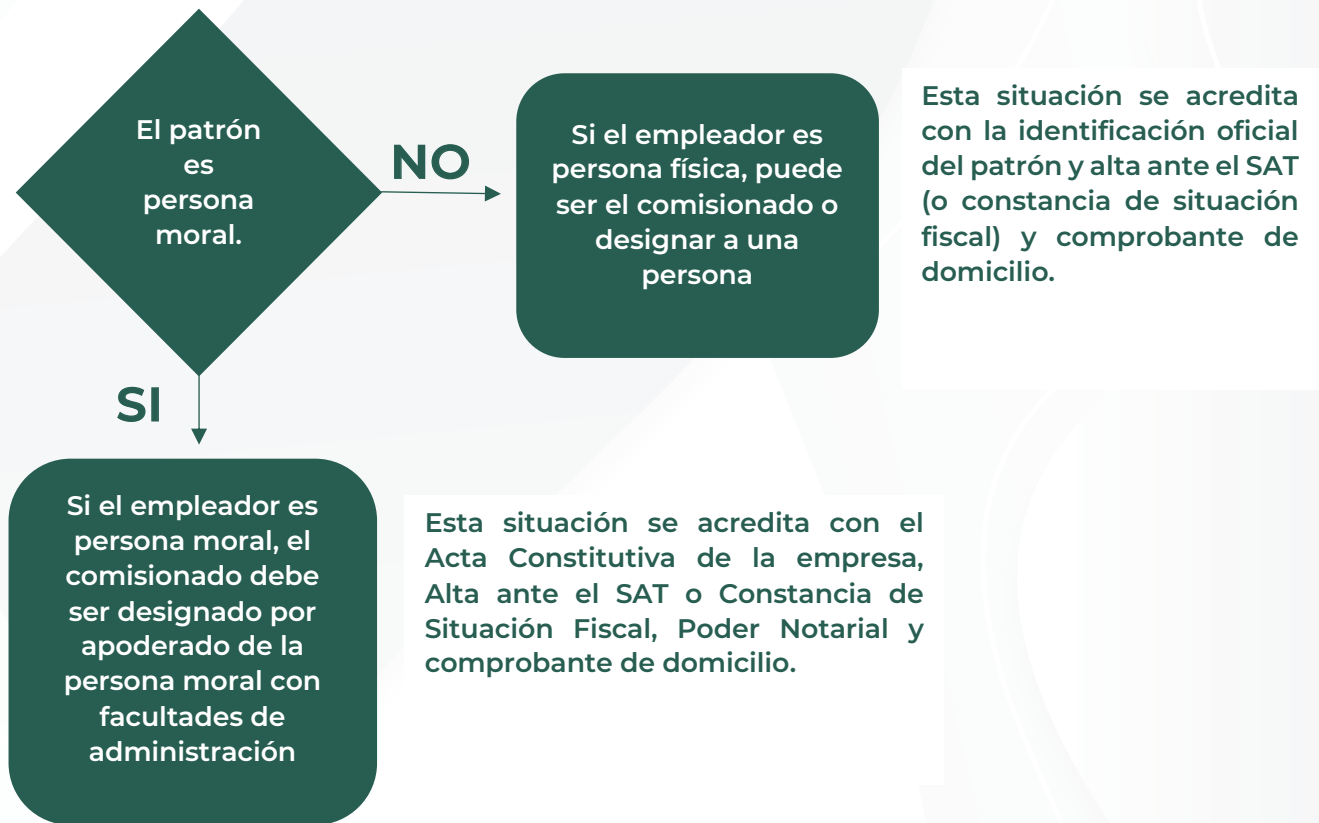 El patrón
es
persona
moral.
NO
Si el empleador es
persona física, puede
ser el comisionado o
designar a una
persona
Esta situación se acredita
con la identificación oficial
del patrón y alta ante el SAT
(o constancia de situación
fiscal) y comprobante de
domicilio.
SI
Si el empleador es
persona moral, el
comisionado debe
ser designado por
apoderado de la
persona moral con
facultades de
administración
Esta situación se acredita con el
Acta Constitutiva de la empresa,
Alta ante el SAT o Constancia de
Situación Fiscal, Poder Notarial y
comprobante de domicilio.